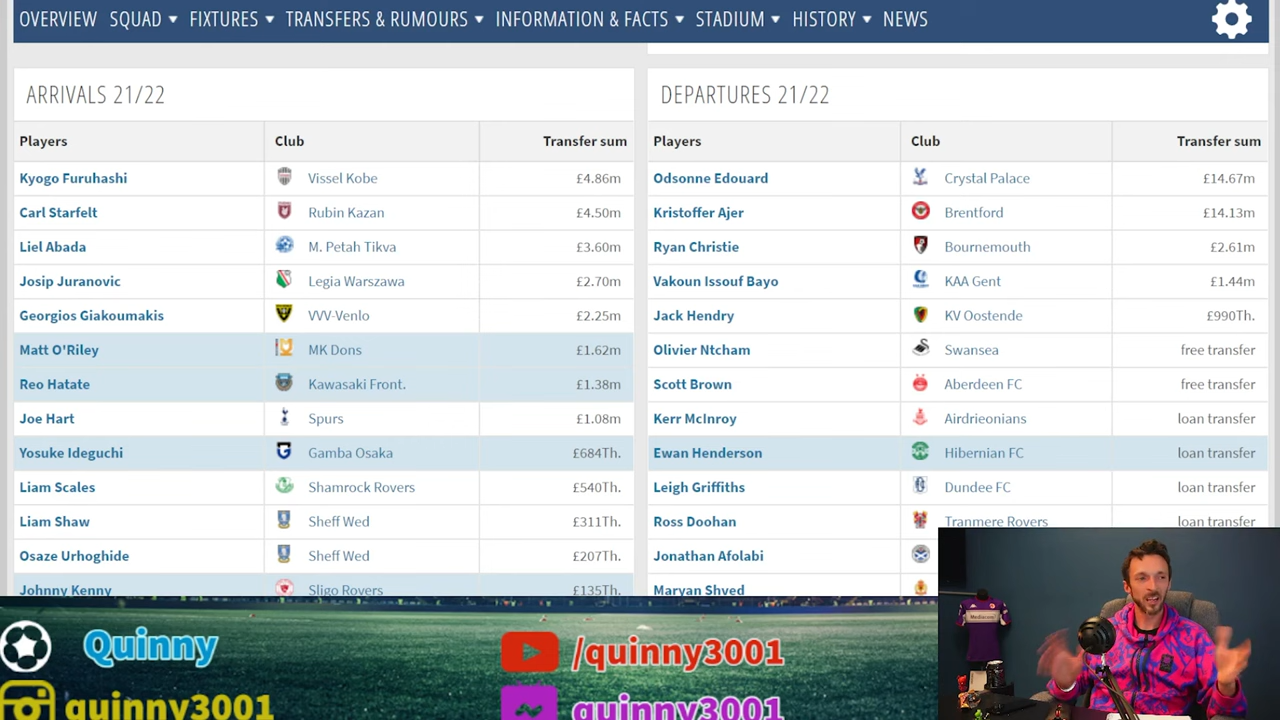 OVERVIEW SQUAD FIXTURES TRANSFERS & RUMOURS INFORMATION & FACTS STADIUM HISTORY NEWS
ARRIVALS 21/22
Players Club Transfer sum
Kyogo Furuhashi Vissel Kobe £4.86m
Carl Starfelt Rubin Kazan £4.50m
Liel Abada M. Petah Tikva £3.60m
Josip Juranovic Legia Warszawa £2.70m
Georgios Giakoumakis VVV-Venlo £2.25m
Matt O'Riley MK Dons £1.62m
Reo Hatate Kawasaki Front. £1.38m
Joe Hart Spurs £1.08m
Yosuke Ideguchi Gamba Osaka £684Th.
Liam Scales Shamrock Rovers £540Th.
Liam Shaw Sheff Wed £311Th.
Osaze Urhoghide Sheff Wed £207Th.
Johnny Kenny Sligo Rovers £135Th.
DEPARTURES 21/22
Players Club Transfer sum
Odsonne Edouard Crystal Palace £14.67m
Kristoffer Ajer Brentford £14.13m
Ryan Christie Bournemouth £2.61m
Vakoun Issouf Bayo KAA Gent £1.44m
Jack Hendry KV Oostende £990Th.
Olivier Ntcham Swansea free transfer
Scott Brown Aberdeen FC free transfer
Kerr McInroy Airdrieonians loan transfer
Ewan Henderson Hibernian FC loan transfer
Leigh Griffiths Dundee FC loan transfer
Ross Doohan Tranmere Rovers loan transfer
Jonathan Afolabi
Maryan Shved
Quinny
/quinny3001
quinny3001
quinny3001